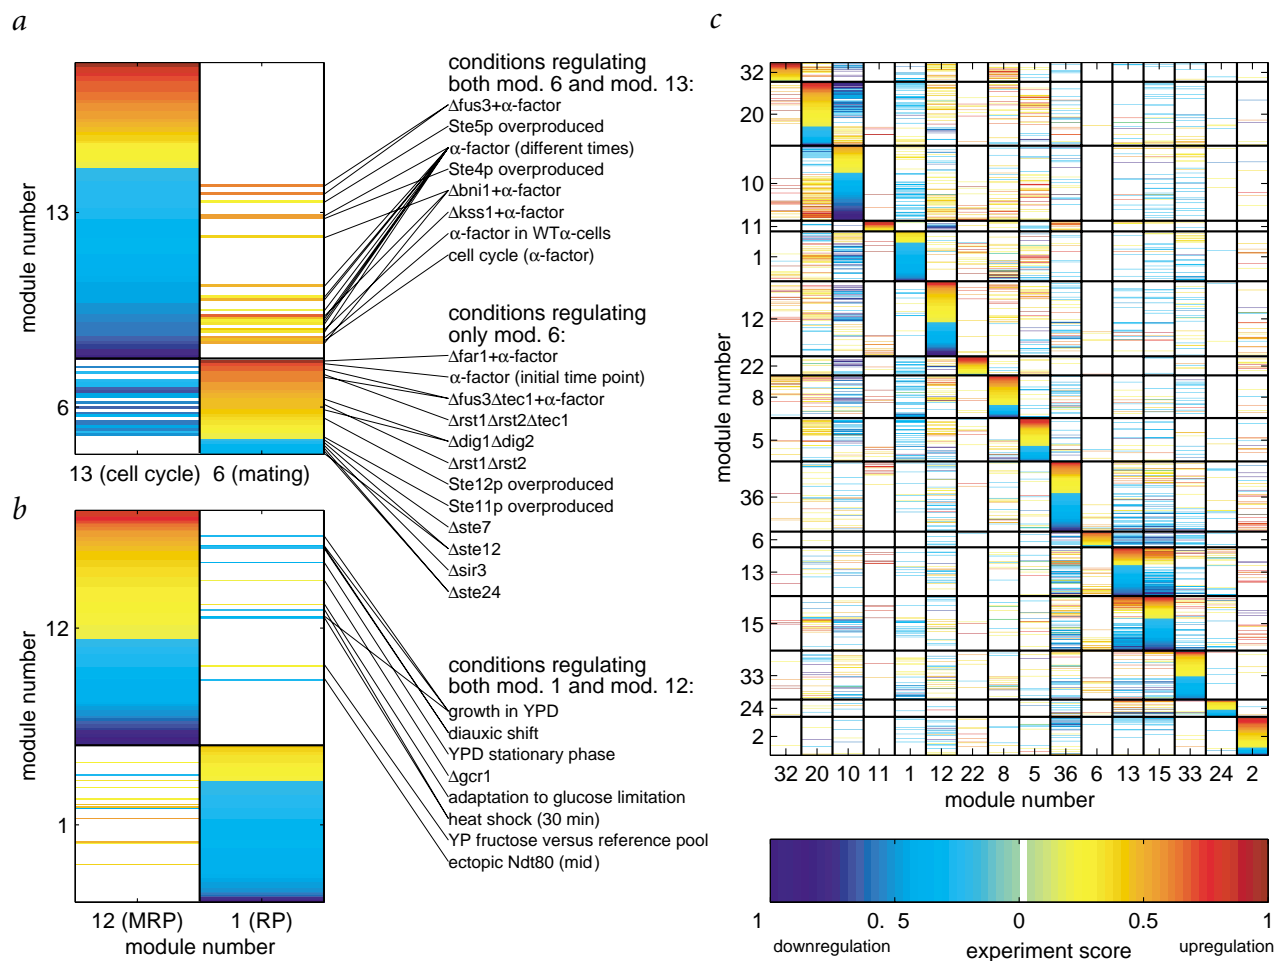 a
conditions regulating
both mod. 6 and mod. 13:
Δfus3+α-factor
Ste5p overproduced
α-factor (different times)
Ste4p overproduced
Δbni1+α-factor
Δkss1+α-factor
α-factor in WTα-cells
cell cycle (α-factor)
conditions regulating
only mod. 6:
Δfar1+α-factor
α-factor (initial time point)
Δfus3Δtec1+α-factor
Δrst1Δrst2Δtec1
Δdig1Δdig2
Δrst1Δrst2
Ste12p overproduced
Ste11p overproduced
Δste7
Δste12
Δsir3
Δste24
module number
13
6
13 (cell cycle) 6 (mating)
b
module number
12
1
12 (MRP) 1 (RP)
module number
conditions regulating
both mod. 1 and mod. 12:
growth in YPD
diauxic shift
YPD stationary phase
Δgcr1
adaptation to glucose limitation
heat shock (30 min)
YP fructose versus reference pool
ectopic Ndt80 (mid)
c
module number
32
20
10
11
1
12
22
8
5
36
6
13
15
33
24
2
32 20 10 11 1 12 22 8 5 36 6 13 15 33 24 2
module number
1 0. 5 0 0.5 1
downregulation experiment score upregulation